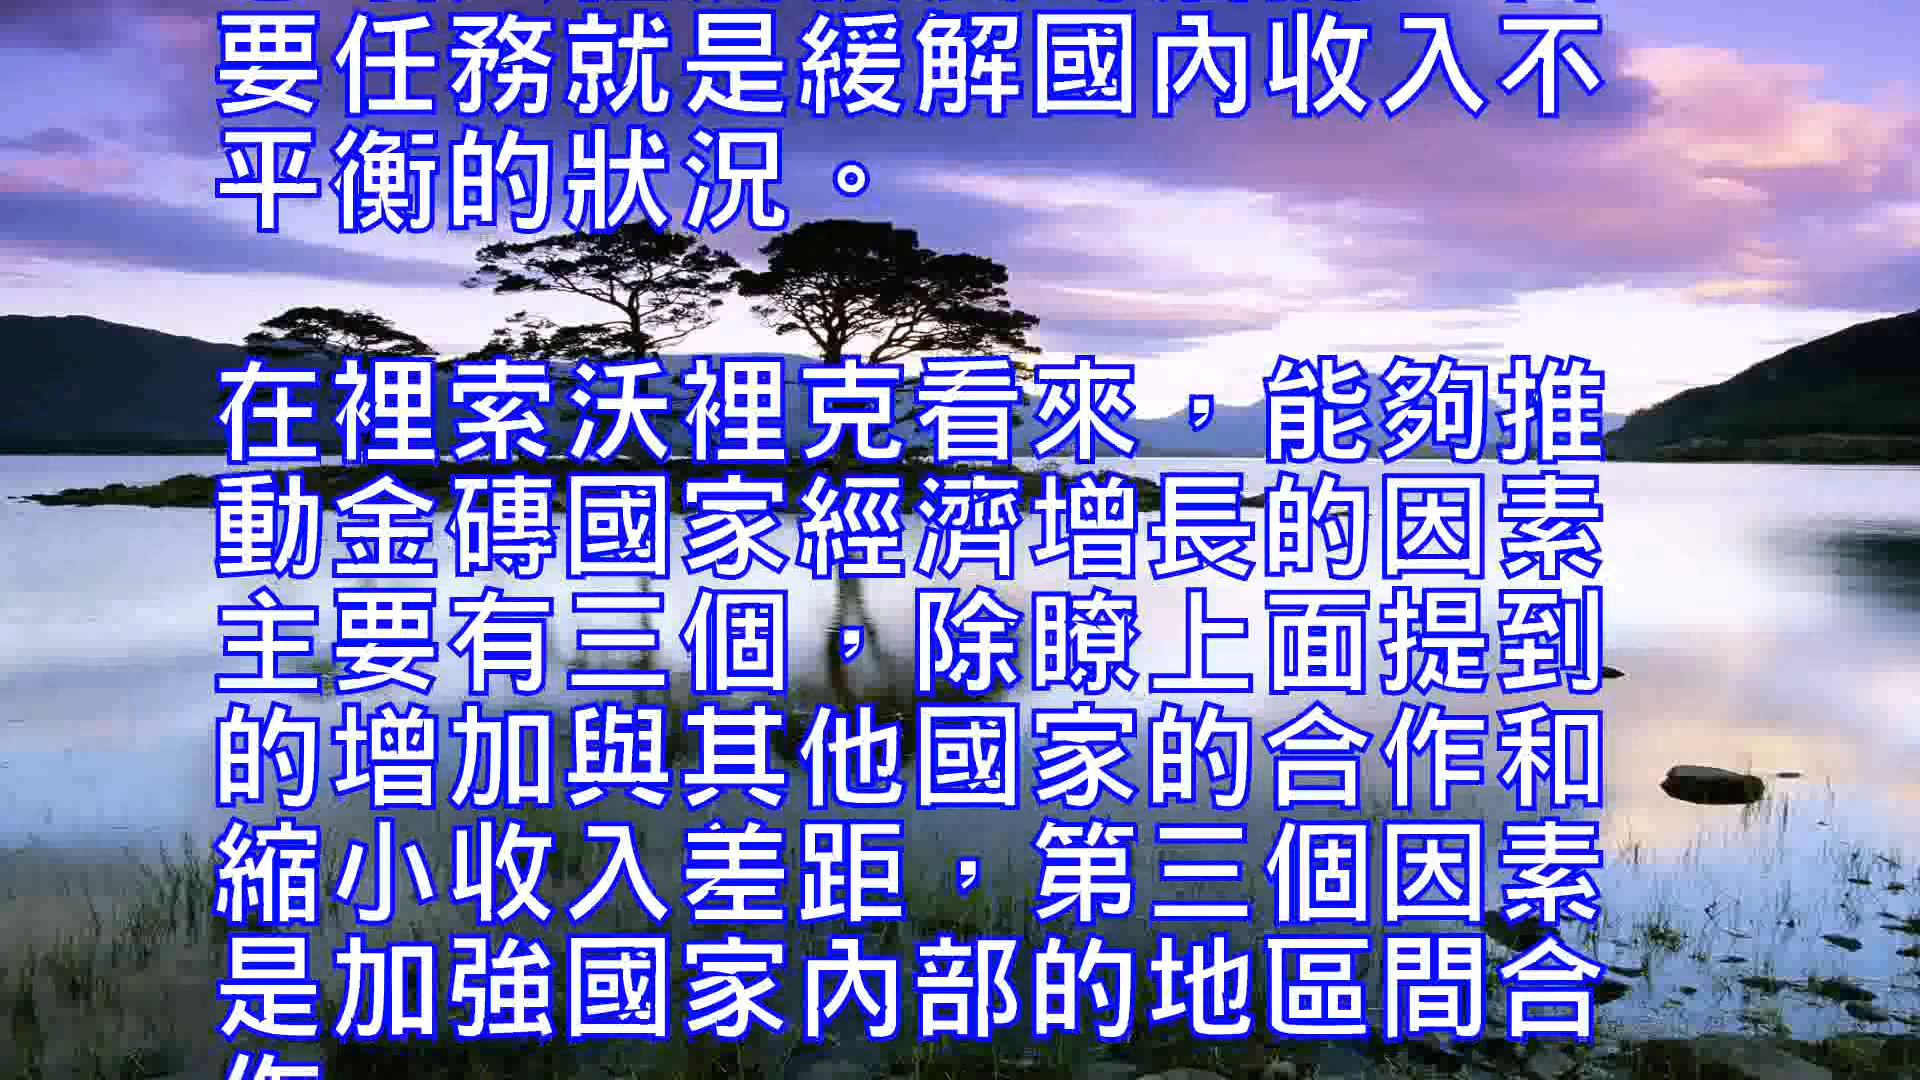 要任務就是緩解國內收入不
平衡的狀況。
在裡索沃裡克看來，能夠推
動金磚國家經濟增長的因素
主要有三個，除瞭上面提到
的增加與其他國家的合作和
縮小收入差距，第三個因素
是加強國家內部的地區間合